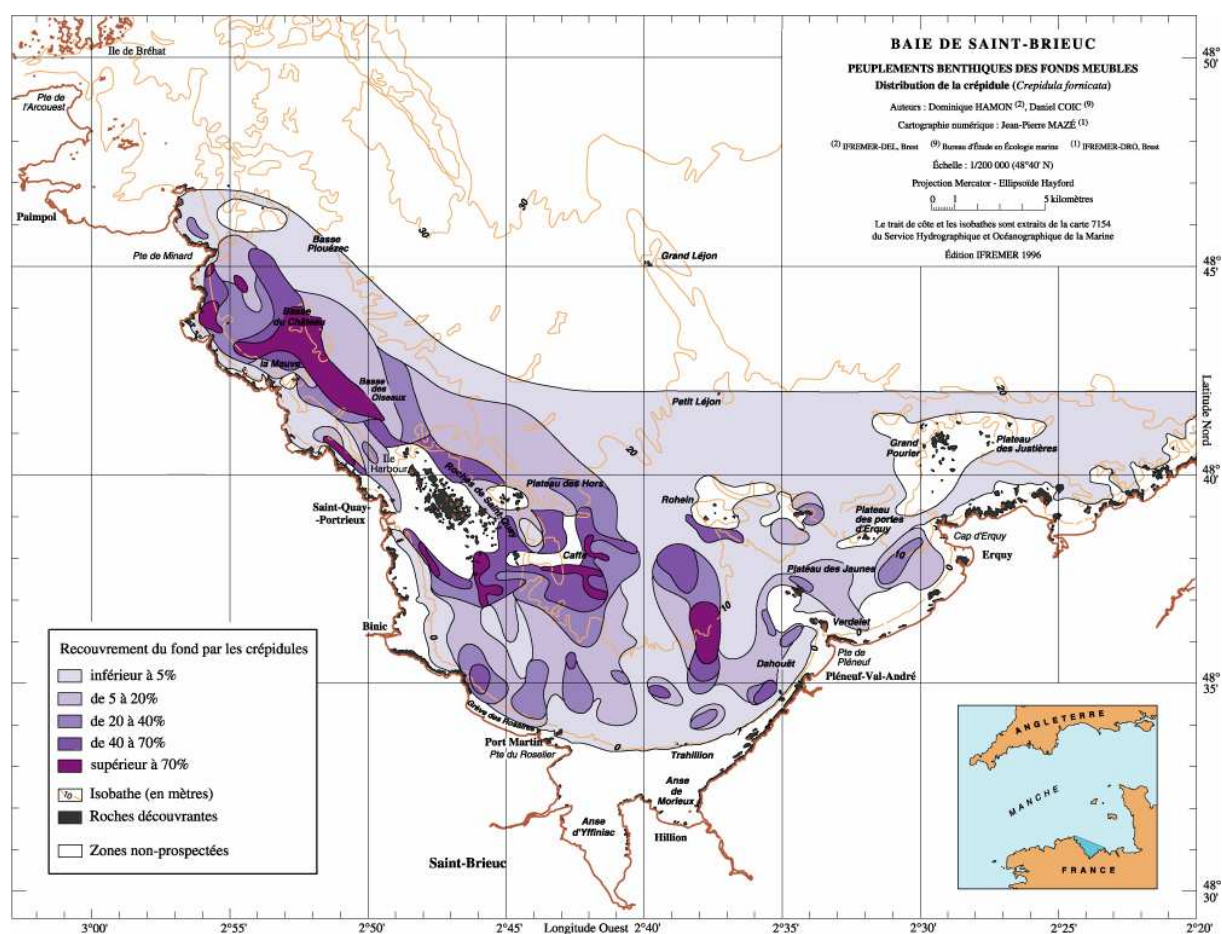 BAIE DE SAINT-BRIEUC
PEUPLEMENTS BENTHIQUES DES FONDS MEUBLES
Distribution de la crépidule (Crepidula fornicata)
Auteurs : Dominique HAMON (2), Daniel COIC (9)
Cartographie numérique : Jean-Pierre MAZÉ (1)
(2) IFREMER-DEL, Brest (9) Bureau d'Étude en Écologie marine (1) IFREMER-DRO, Brest
Échelle : 1/200 000 (48°40' N)
Projection Mercator - Ellipsoïde Hayford
0 1 5 kilomètres
Le trait de côte et les isobathes sont extraits de la carte 7154
du Service Hydrographique et Océanographique de la Marine
Édition IFREMER 1996
Ile de Bréhat
Pte de
l'Arcouest
Paimpol
Pte de Minard
Basse
Plouézec
30
30
30
Grand Léjon
Basse
du Château
la Mauve
Basse
des
Oiseaux
Petit Léjon
20
20
Ile
Harbour
Roches de Saint-Quay
Plateau des Hors
Rohein
Grand
Pourier
Plateau
des Justières
Saint-Quay-
-Portrieux
Caffa
Plateau
des portes
d'Erquy
Cap d'Erquy
Erquy
10
Plateau des Jaunes
10
Binic
0
Verdelet
0
Pte de
Pléneuf
Dahouët
Pléneuf-Val-André
Grève des Rosaires
Port Martin
Pte du Roselier
0
Trahillion
Anse
de
Morieux
Anse
d'Yffiniac
Hillion
Saint-Brieuc
Recouvrement du fond par les crépidules
inférieur à 5%
de 5 à 20%
de 20 à 40%
de 40 à 70%
supérieur à 70%
10 Isobathe (en mètres)
Roches découvrantes
Zones non-prospectées
ANGLETERRE
MANCHE
FRANCE
48°
50'
48°
45'
Latitude Nord
48°
40'
48°
35'
48°
30'
3°00'
2°55'
2°50'
2°45'
Longitude Ouest
2°40'
2°35'
2°30'
2°25'
2°20'